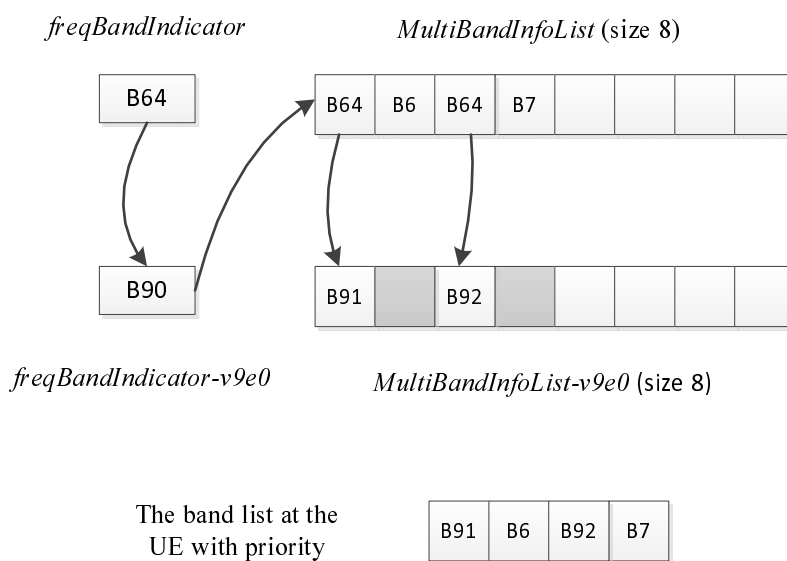 freqBandIndicator
MultiBandInfoList (size 8)
B64
B64 B6 B64 B7
B90
B91 B92
freqBandIndicator-v9e0
MultiBandInfoList-v9e0 (size 8)
The band list at the
UE with priority
B91 B6 B92 B7